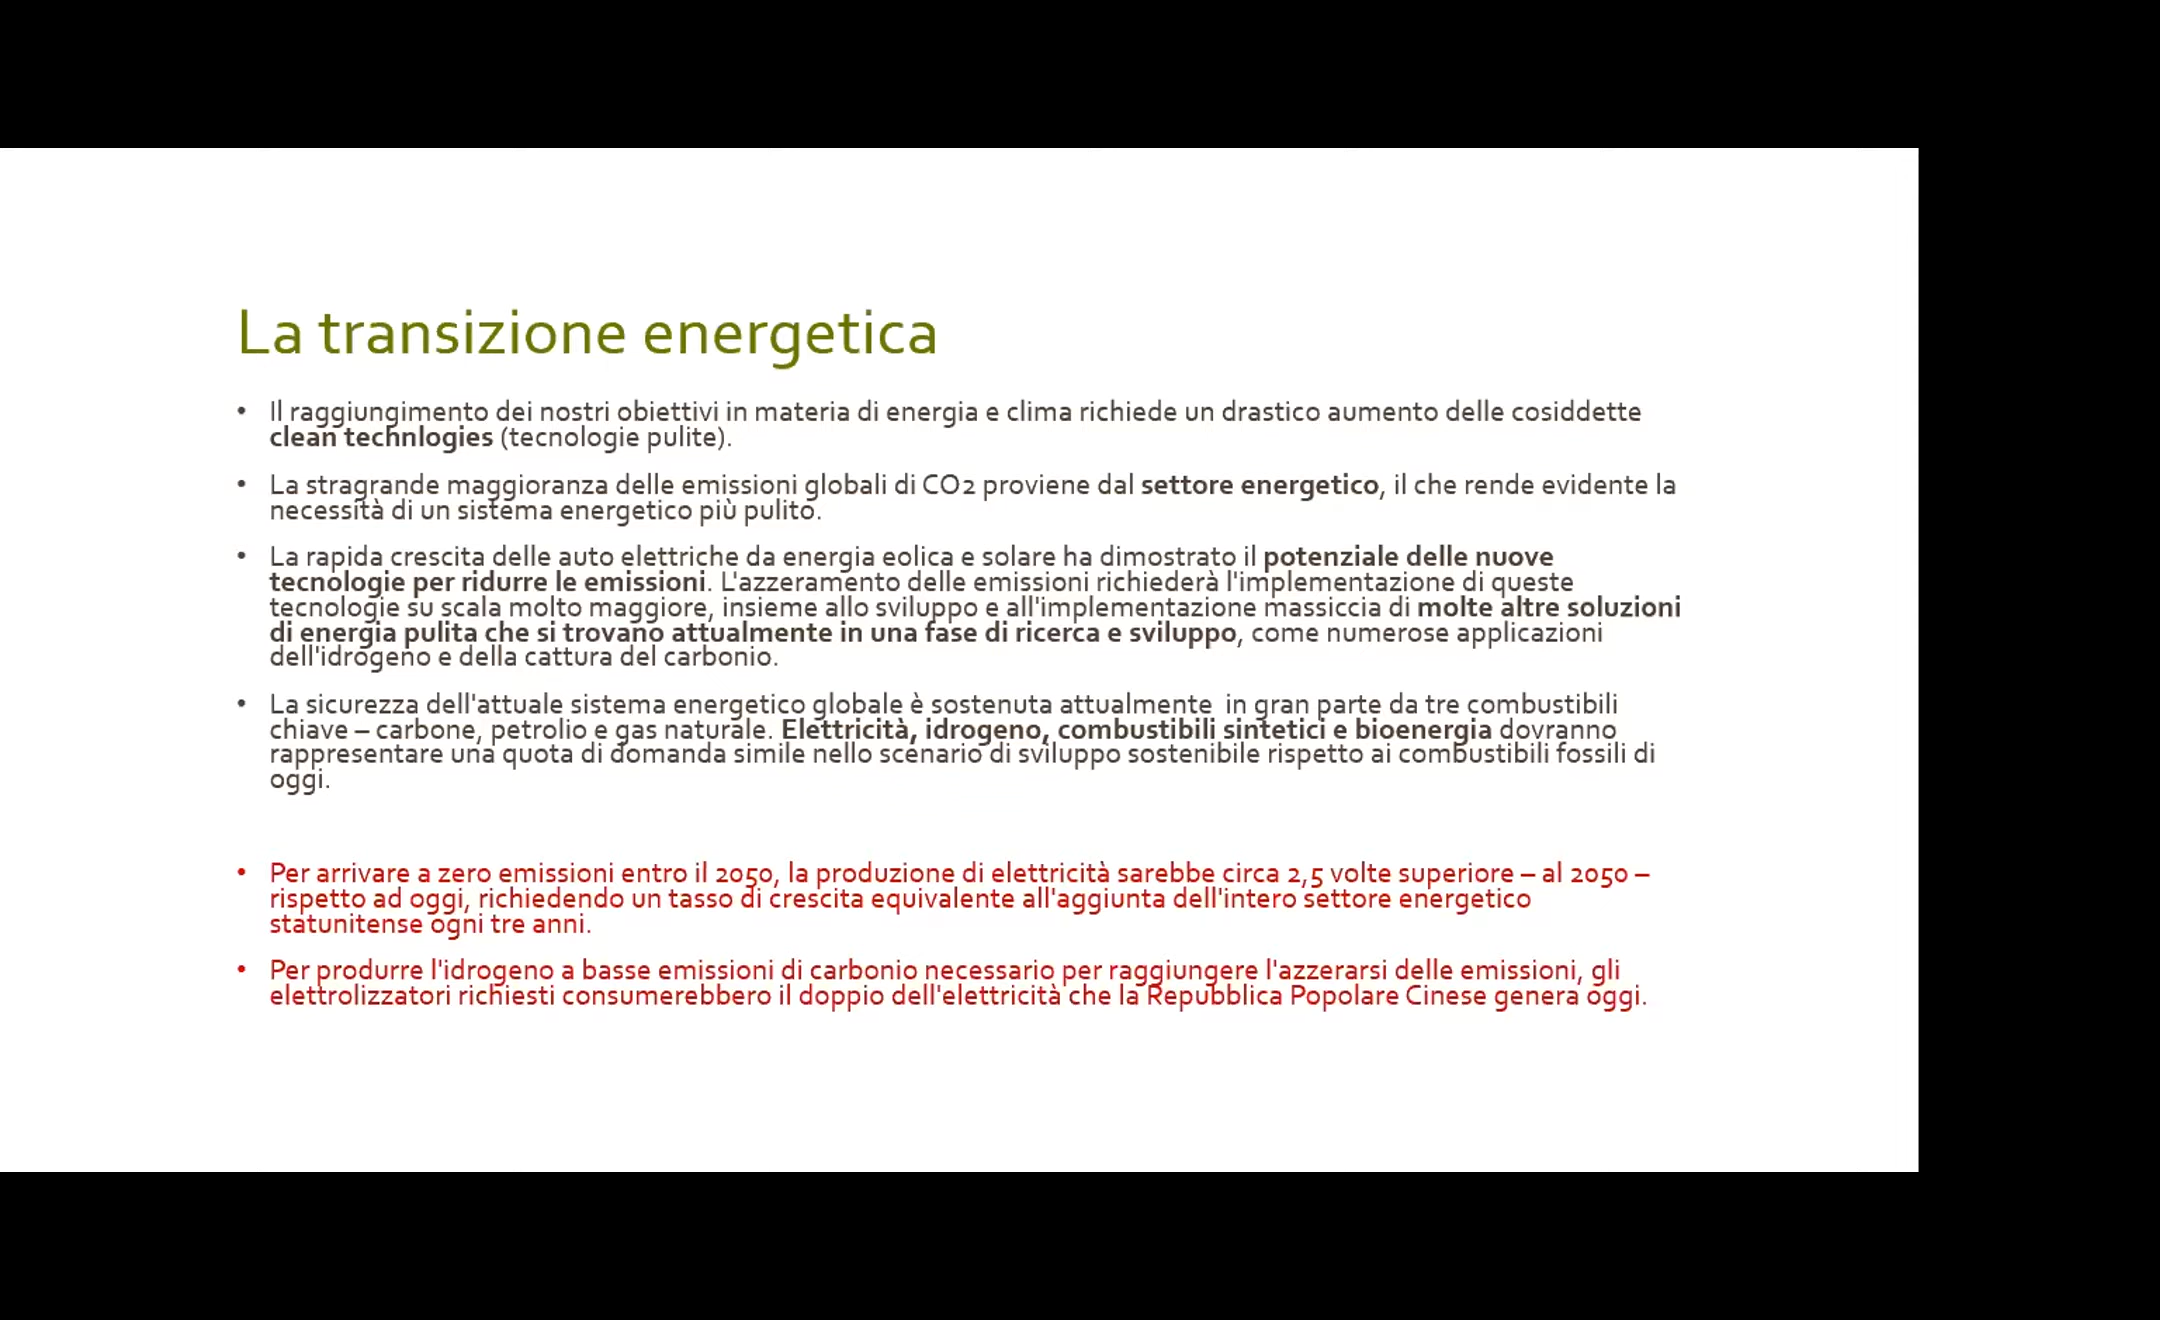 La transizione energetica
• Il raggiungimento dei nostri obiettivi in materia di energia e clima richiede un drastico aumento delle cosiddette
clean technlogies (tecnologie pulite).
• La stragrande maggioranza delle emissioni globali di CO2 proviene dal settore energetico, il che rende evidente la
necessità di un sistema energetico più pulito.
• La rapida crescita delle auto elettriche da energia eolica e solare ha dimostrato il potenziale delle nuove
tecnologie per ridurre le emissioni. L'azzeramento delle emissioni richiederà l'implementazione di queste
tecnologie su scala molto maggiore, insieme allo sviluppo e all'implementazione massiccia di molte altre soluzioni
di energia pulita che si trovano attualmente in una fase di ricerca e sviluppo, come numerose applicazioni
dell'idrogeno e della cattura del carbonio.
• La sicurezza dell'attuale sistema energetico globale è sostenuta attualmente in gran parte da tre combustibili
chiave – carbone, petrolio e gas naturale. Elettricità, idrogeno, combustibili sintetici e bioenergia dovranno
rappresentare una quota di domanda simile nello scenario di sviluppo sostenibile rispetto ai combustibili fossili di
oggi.
• Per arrivare a zero emissioni entro il 2050, la produzione di elettricità sarebbe circa 2,5 volte superiore – al 2050 –
rispetto ad oggi, richiedendo un tasso di crescita equivalente all'aggiunta dell'intero settore energetico
statunitense ogni tre anni.
• Per produrre l'idrogeno a basse emissioni di carbonio necessario per raggiungere l'azzerarsi delle emissioni, gli
elettrolizzatori richiesti consumerebbero il doppio dell'elettricità che la Repubblica Popolare Cinese genera oggi.